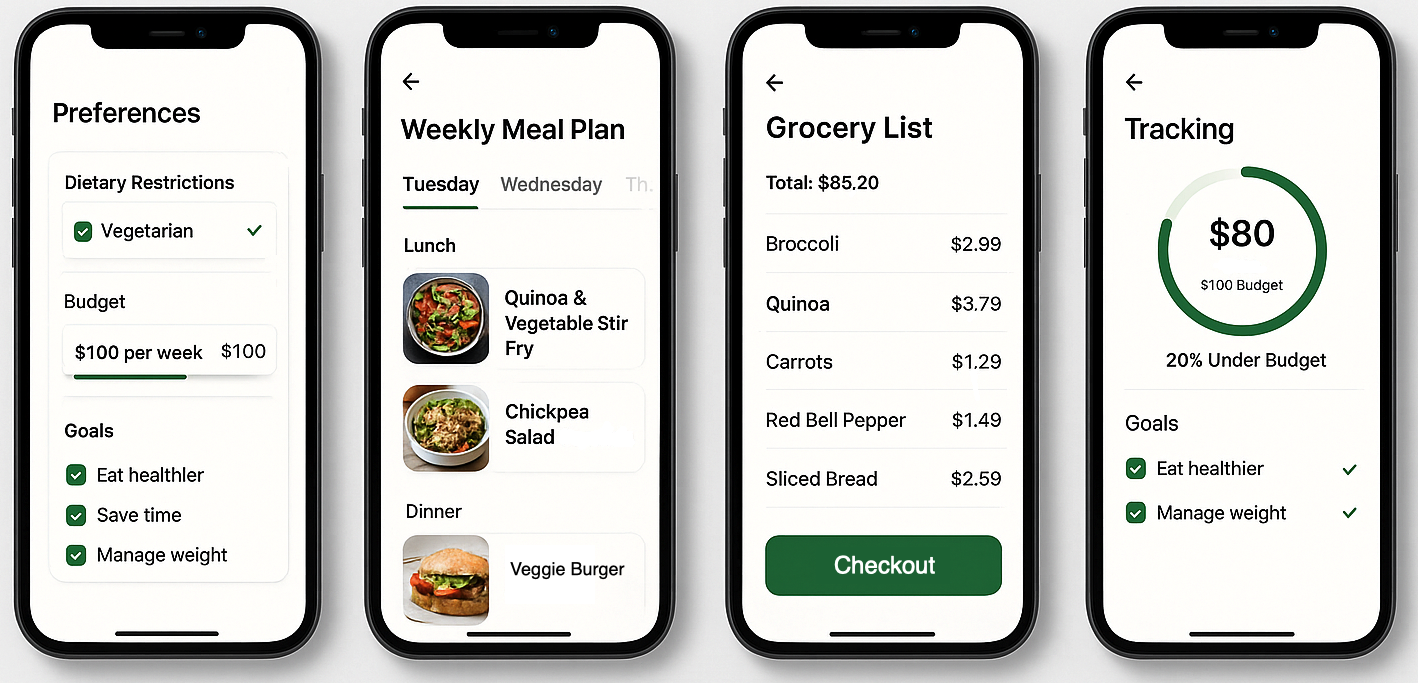 Preferences
Dietary Restrictions
Vegetarian
Budget
$100 per week $100
Goals
Eat healthler
Save time
Manage weight
Weekly Meal Plan
Tuesday Wednesday Th.
Lunch
Quinoa &
Vegetable Stir
Fry
Chickpea
Salad
Dinner
Veggie Burger
Grocery List
Total: $85.20
Broccoli $2.99
Quinoa $3.79
Carrots $1.29
Red Bell Pepper $1.49
Sliced Bread $2.59
Checkout
Tracking
$80
$100 Budget
20% Under Budget
Goals
Eat healthier
Manage weight